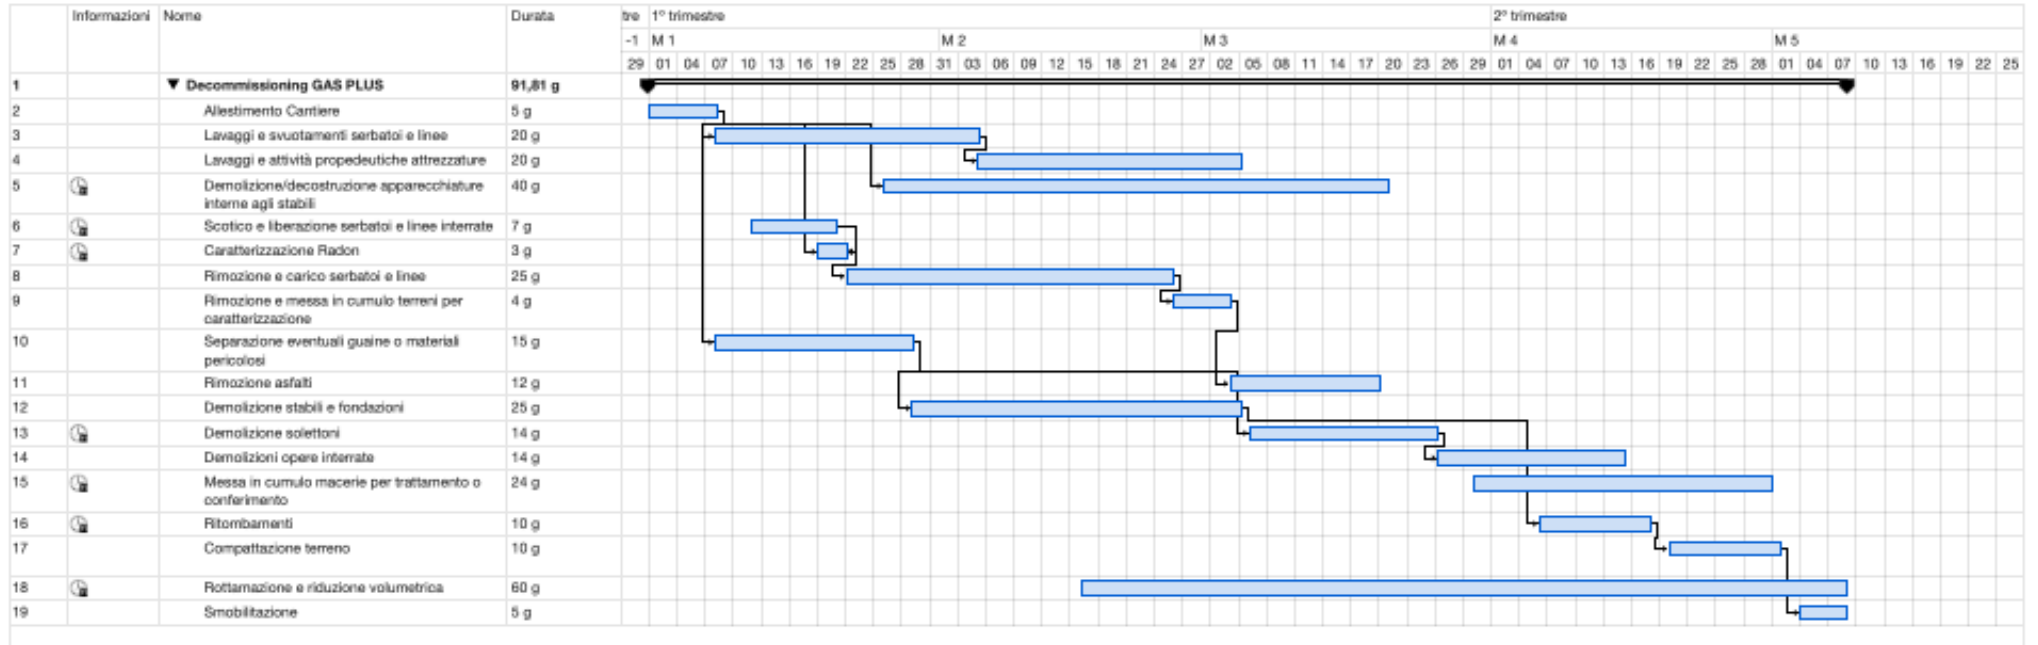 Informazioni Nome Durata tre 1° trimestre 2° trimestre
-1 M 1 M 2 M 3 M 4 M 5
29 01 04 07 10 13 16 19 22 25 28 31 03 06 09 12 15 18 21 24 27 02 05 08 11 14 17 20 23 26 29 01 04 07 10 13 16 19 22 25 28 01 04 07 10 13 16 19 22 25
1 ▼ Decommissioning GAS PLUS 91,81 g
2 Allestimento Cantiere 5 g
3 Lavaggi e svuotamenti serbatoi e linee 20 g
4 Lavaggi e attività propedeutiche attrezzature 20 g
5 Demolizione/decostruzione apparecchiature 40 g
interne agli stabili
6 Scotico e liberazione serbatoi e linee interrate 7 g
7 Caratterizzazione Radon 3 g
8 Rimozione e carico serbatoi e linee 25 g
9 Rimozione e messa in cumulo terreni per 4 g
caratterizzazione
10 Separazione eventuali guaine o materiali 15 g
pericolosi
11 Rimozione asfalti 12 g
12 Demolizione stabili e fondazioni 25 g
13 Demolizione solettoni 14 g
14 Demolizioni opere interrate 14 g
15 Messa in cumulo macerie per trattamento o 24 g
conferimento
16 Ritombamenti 10 g
17 Compattazione terreno 10 g
18 Rottamazione e riduzione volumetrica 60 g
19 Smobilitazione 5 g